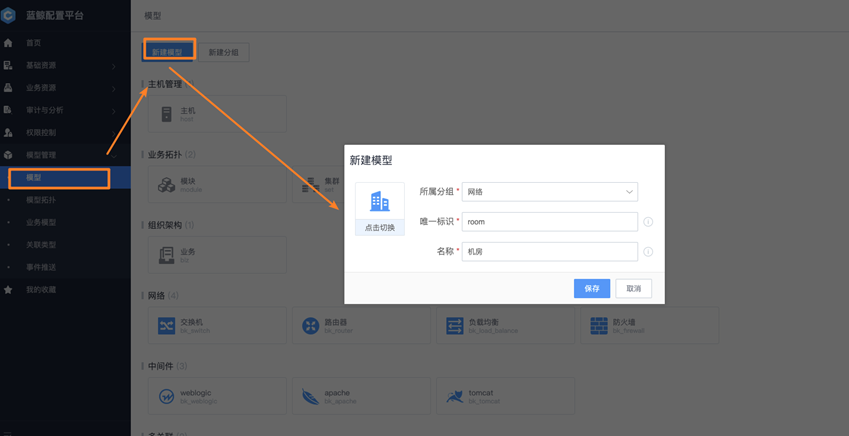 蓝鲸配置平台
首页
基础资源
业务资源
审计与分析
权限控制
模型管理
模型
模型拓扑
业务模型
关联类型
事件推送
我的收藏
模型
新建模型
新建分组
主机管理
主机
host
业务拓扑 (2)
模块
module
集群
set
组织架构 (1)
业务
biz
网络 (4)
交换机
bk_switch
路由器
bk_router
负载均衡
bk_load_balance
防火墙
bk_firewall
中间件 (3)
weblogic
bk_weblogic
apache
bk_apache
tomcat
bk_tomcat
新建模型
点击切换
所属分组 * 网络
唯一标识 * room
名称 * 机房
保存
取消